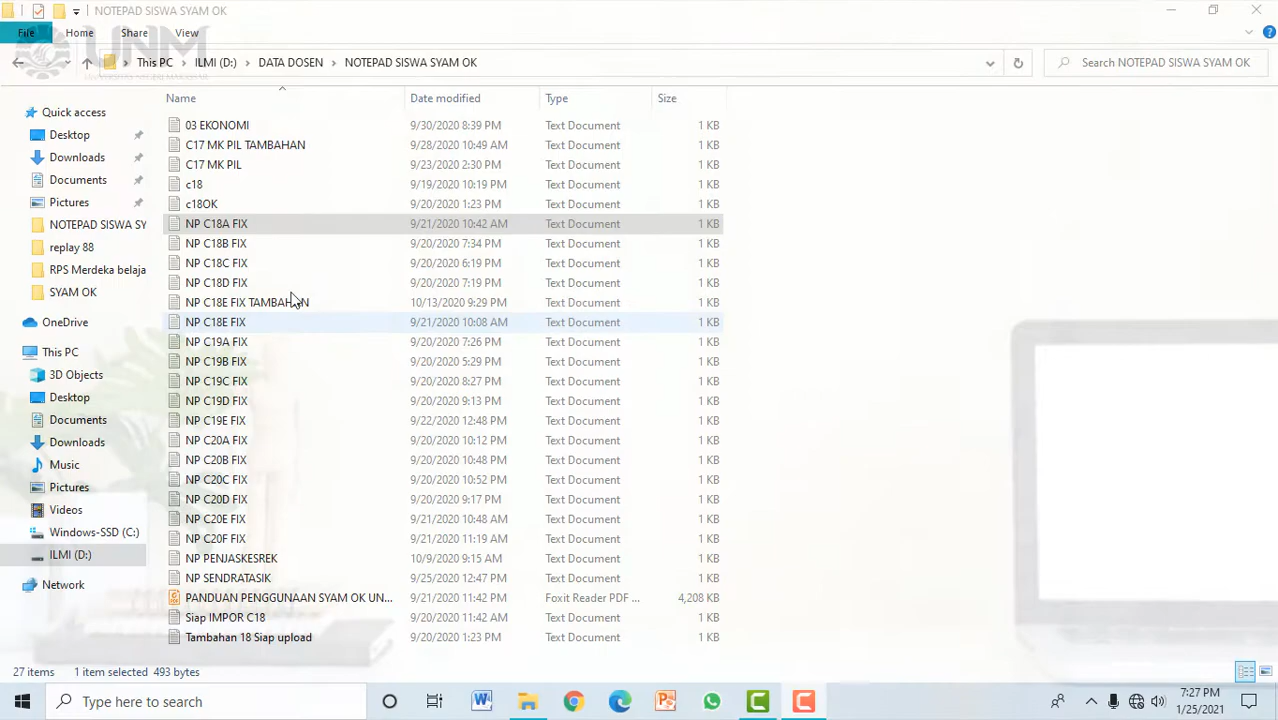 NOTEPAD SISWA SYAM OK
File Home Share View
UNM
This PC ILMI (D:) DATA DOSEN NOTEPAD SISWA SYAM OK Search NOTEPAD SISWA SYAM OK
Name Date modified Type Size
Quick access
Desktop
Downloads
Documents
Pictures
NOTEPAD SISWA SY
replay 88
RPS Merdeka belaja
SYAM OK
OneDrive
This PC
3D Objects
Desktop
Documents
Downloads
Music
Pictures
Videos
Windows-SSD (C:)
ILMI (D:)
Network
03 EKONOMI 9/30/2020 8:39 PM Text Document 1 KB
C17 MK PIL TAMBAHAN 9/28/2020 10:49 AM Text Document 1 KB
C17 MK PIL 9/23/2020 2:30 PM Text Document 1 KB
c18 9/19/2020 10:19 PM Text Document 1 KB
c18OK 9/20/2020 1:23 PM Text Document 1 KB
NP C18A FIX 9/21/2020 10:42 AM Text Document 1 KB
NP C18B FIX 9/20/2020 7:34 PM Text Document 1 KB
NP C18C FIX 9/20/2020 6:19 PM Text Document 1 KB
NP C18D FIX 9/20/2020 7:19 PM Text Document 1 KB
NP C18E FIX TAMBAHAN 10/13/2020 9:29 PM Text Document 1 KB
NP C18E FIX 9/21/2020 10:08 AM Text Document 1 KB
NP C19A FIX 9/20/2020 7:26 PM Text Document 1 KB
NP C19B FIX 9/20/2020 5:29 PM Text Document 1 KB
NP C19C FIX 9/20/2020 8:27 PM Text Document 1 KB
NP C19D FIX 9/20/2020 9:13 PM Text Document 1 KB
NP C19E FIX 9/22/2020 12:48 PM Text Document 1 KB
NP C20A FIX 9/20/2020 10:12 PM Text Document 1 KB
NP C20B FIX 9/20/2020 10:48 PM Text Document 1 KB
NP C20C FIX 9/20/2020 10:52 PM Text Document 1 KB
NP C20D FIX 9/20/2020 9:17 PM Text Document 1 KB
NP C20E FIX 9/21/2020 10:48 AM Text Document 1 KB
NP C20F FIX 9/21/2020 11:19 AM Text Document 1 KB
NP PENJASKESREK 10/9/2020 9:15 AM Text Document 1 KB
NP SENDRATASIK 9/25/2020 12:47 PM Text Document 1 KB
PANDUAN PENGGUNAAN SYAM OK UN... 9/21/2020 11:42 PM Foxit Reader PDF ... 4,208 KB
Siap IMPOR C18 9/20/2020 11:42 AM Text Document 1 KB
Tambahan 18 Siap upload 9/20/2020 1:23 PM Text Document 1 KB
27 items 1 item selected 493 bytes
Type here to search
7:27 PM
1/25/2021